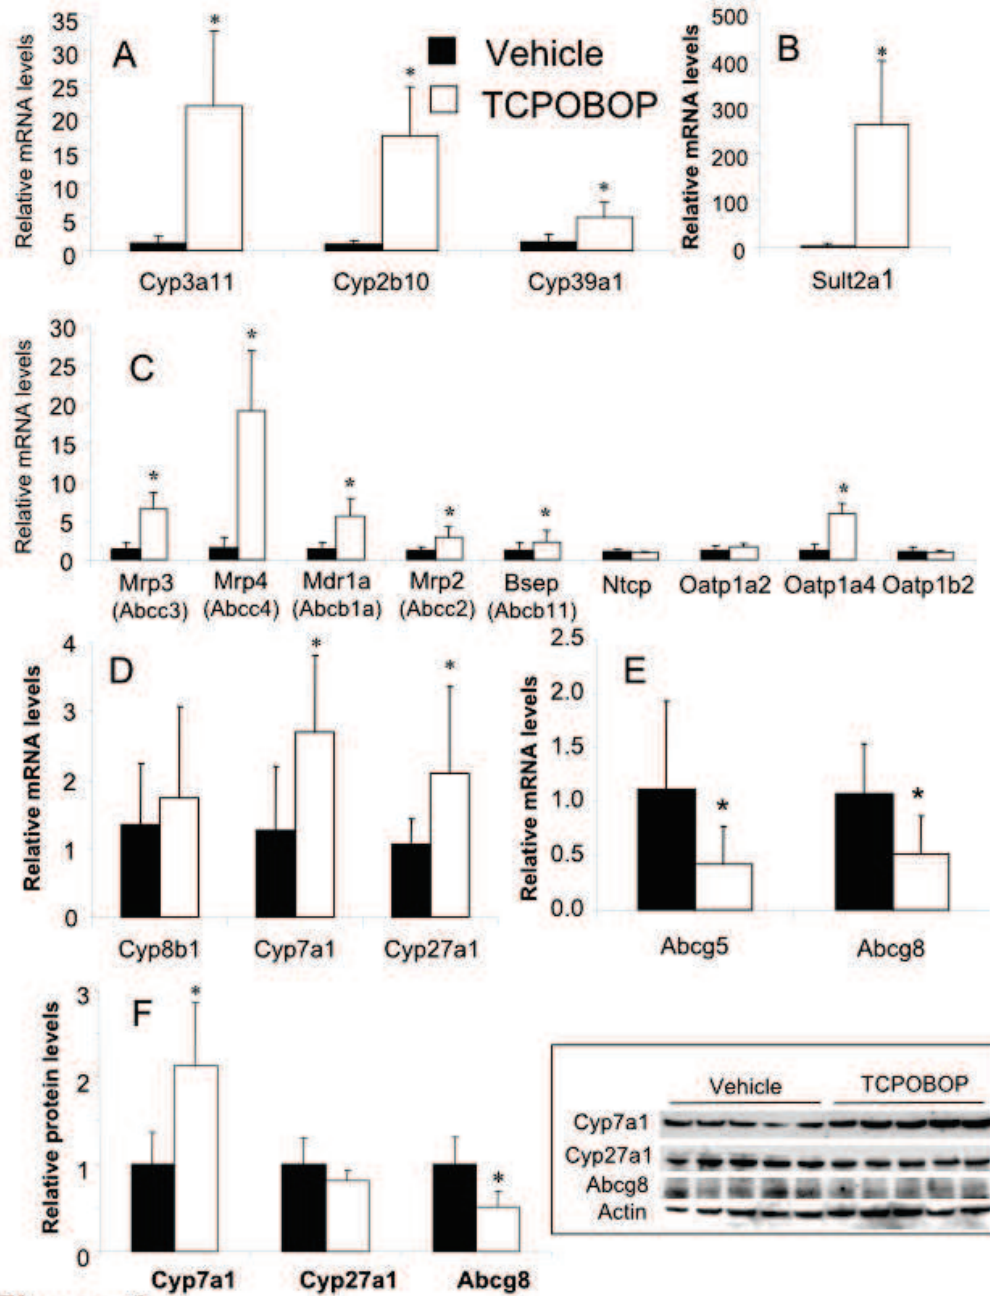 A
Relative mRNA levels
35
30
25
20
15
10
5
0
*
*
*
Vehicle
TCPOBOP
Cyp3a11 Cyp2b10 Cyp39a1
B
Relative mRNA levels
500
400
300
200
100
0
*
Sult2a1
C
Relative mRNA levels
30
25
20
15
10
5
0
*
*
*
*
*
*
Mrp3 Mrp4 Mdr1a Mrp2 Bsep Ntcp Oatp1a2 Oatp1a4 Oatp1b2
(Abcc3) (Abcc4) (Abcb1a) (Abcc2) (Abcb11)
D
Relative mRNA levels
4
3
2
1
0
*
*
Cyp8b1 Cyp7a1 Cyp27a1
E
Relative mRNA levels
2.5
2.0
1.5
1.0
0.5
0.0
*
*
Abcg5 Abcg8
F
Relative protein levels
3
2
1
0
*
*
Cyp7a1 Cyp27a1 Abcg8
Vehicle TCPOBOP
Cyp7a1
Cyp27a1
Abcg8
Actin